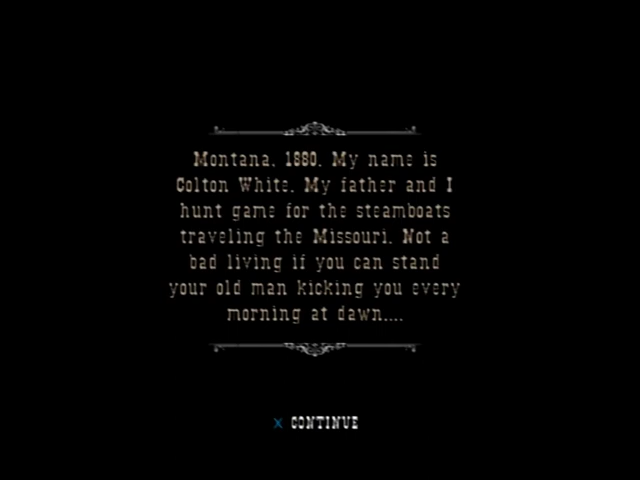 Montana, 1880. My name is
Colton White. My father and I
hunt game for the steamboats
traveling the Missouri. Not a
bad living if you can stand
your old man kicking you every
morning at dawn....
X CONTINUE